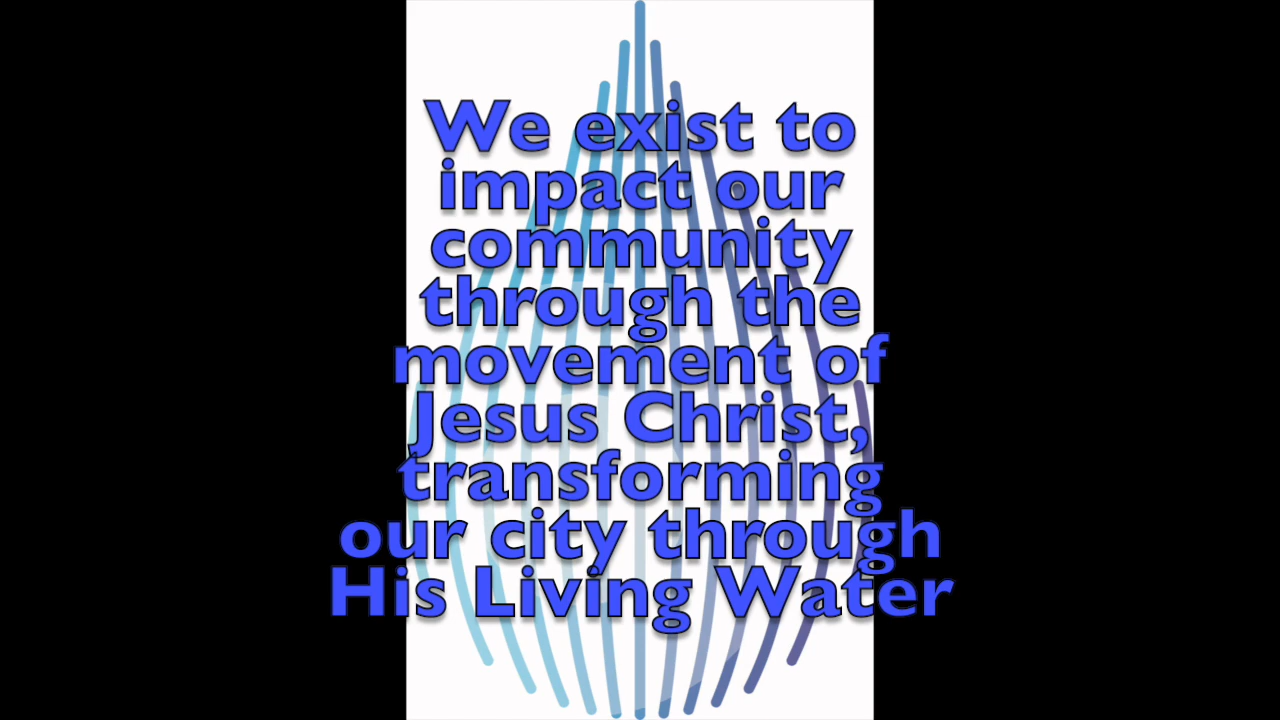 We exist to
impact our
community
through the
movement of
Jesus Christ,
transforming
our city through
His Living Water